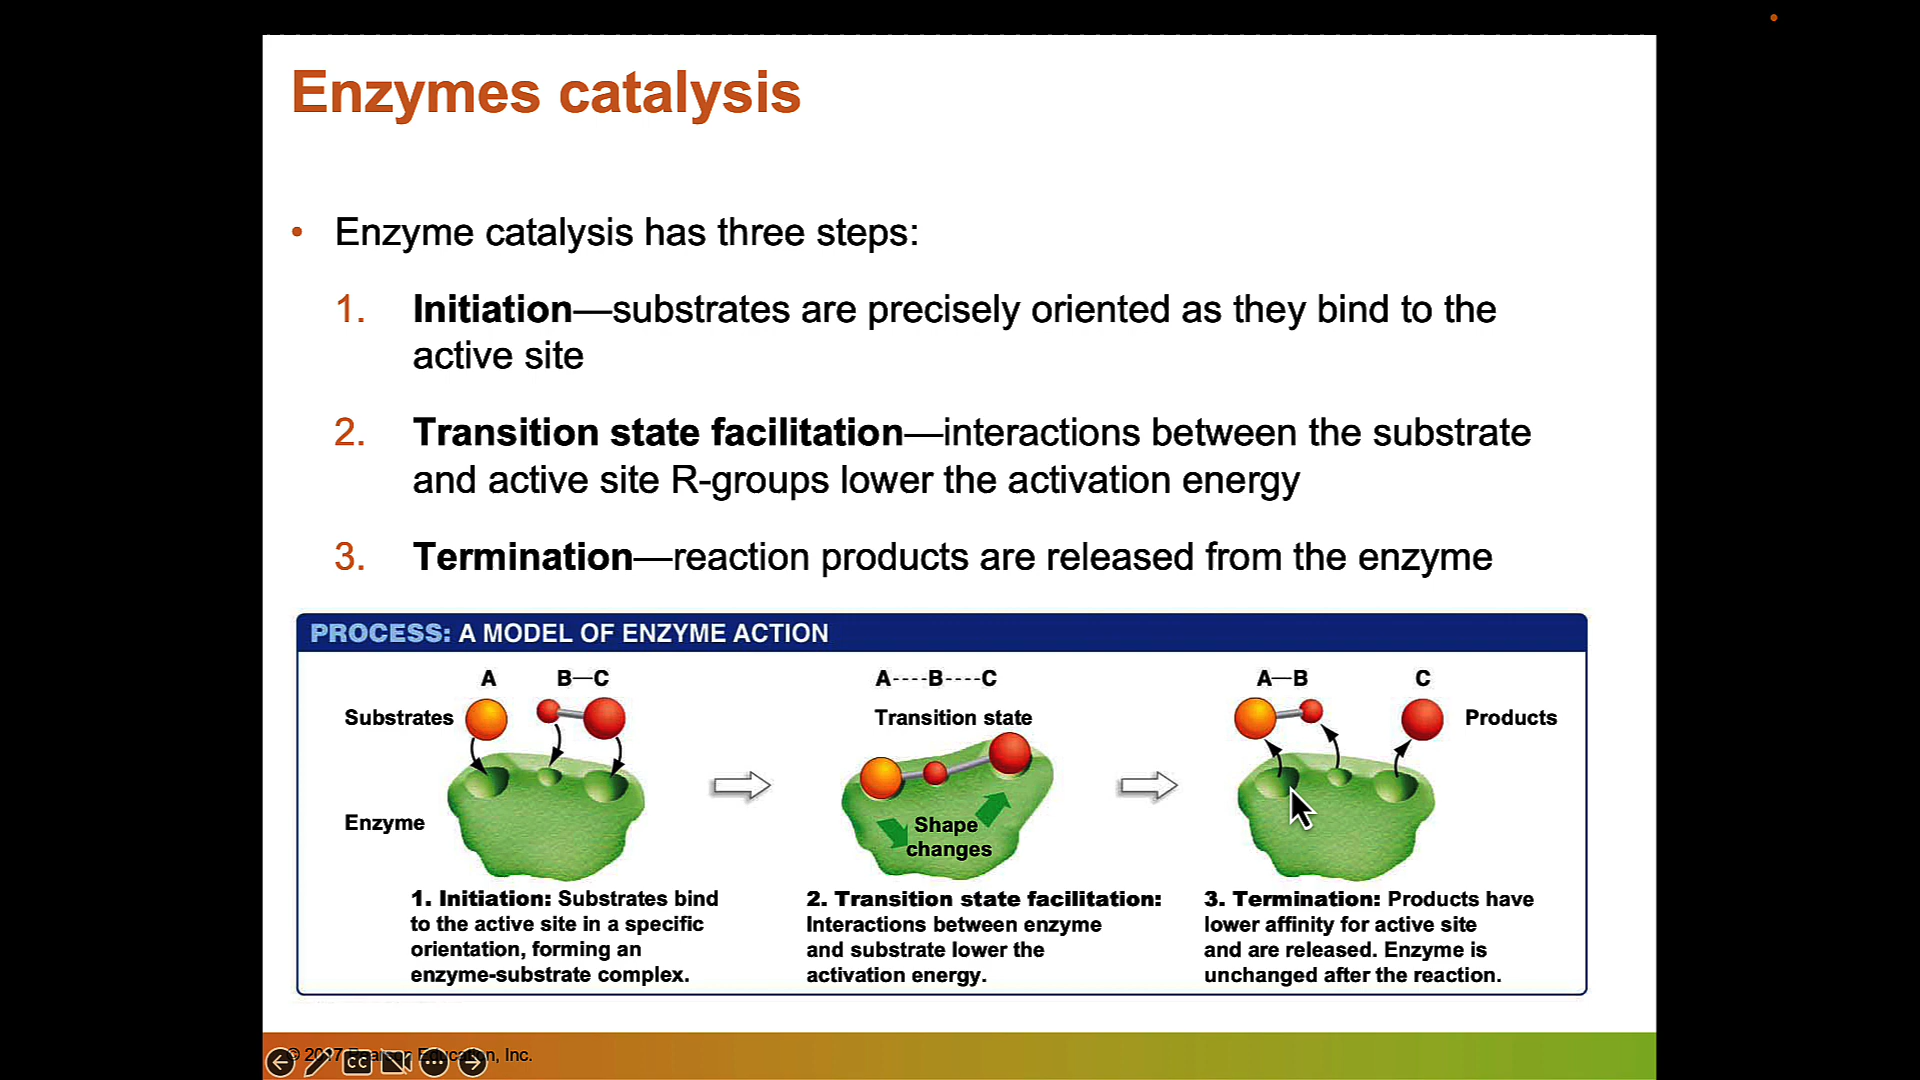 Enzymes catalysis
• Enzyme catalysis has three steps:
1. Initiation—substrates are precisely oriented as they bind to the
active site
2. Transition state facilitation—interactions between the substrate
and active site R-groups lower the activation energy
3. Termination—reaction products are released from the enzyme
PROCESS: A MODEL OF ENZYME ACTION
A B—C
Substrates
Enzyme
1. Initiation: Substrates bind
to the active site in a specific
orientation, forming an
enzyme-substrate complex.
A----B----C
Transition state
Shape
changes
2. Transition state facilitation:
Interactions between enzyme
and substrate lower the
activation energy.
A—B C
Products
3. Termination: Products have
lower affinity for active site
and are released. Enzyme is
unchanged after the reaction.
© Inc.
CC